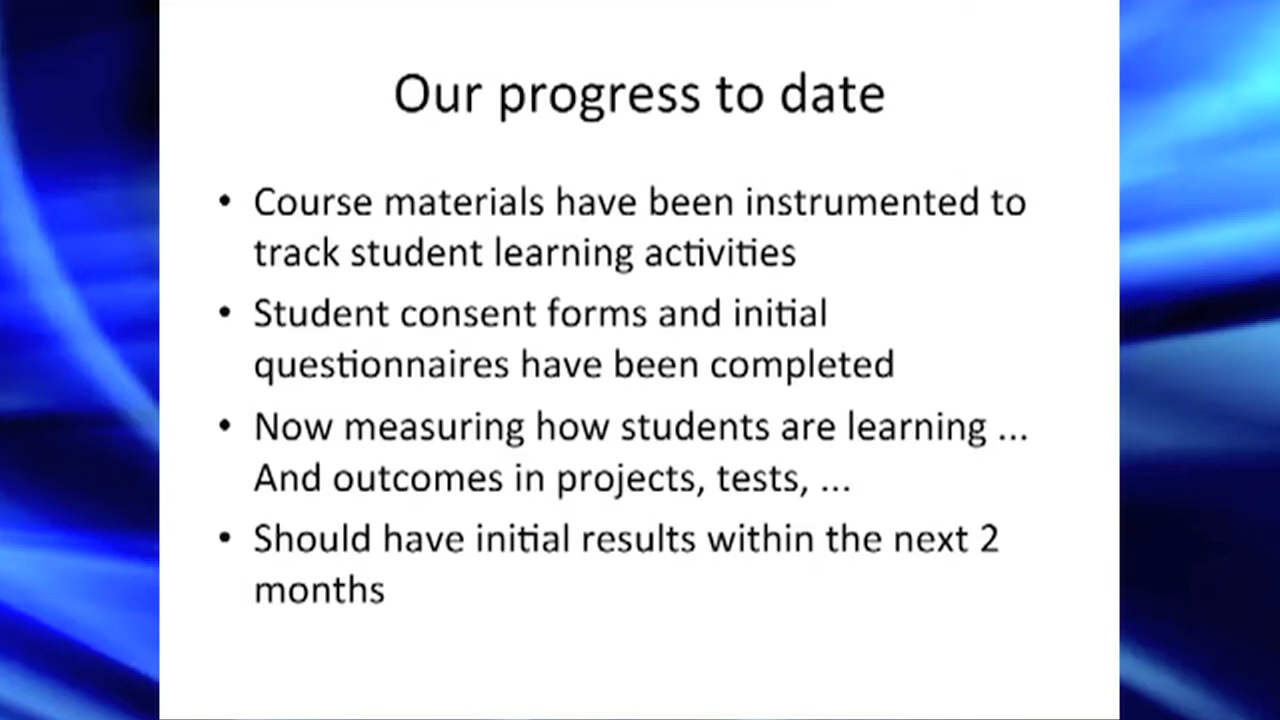 Our progress to date
• Course materials have been instrumented to
track student learning activities
• Student consent forms and initial
questionnaires have been completed
• Now measuring how students are learning ...
And outcomes in projects, tests, ...
• Should have initial results within the next 2
months